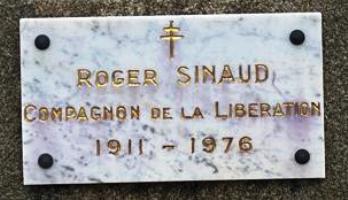 ROGER SINAUD
COMPAGNON DE LA LIBERATION
1911 - 1976